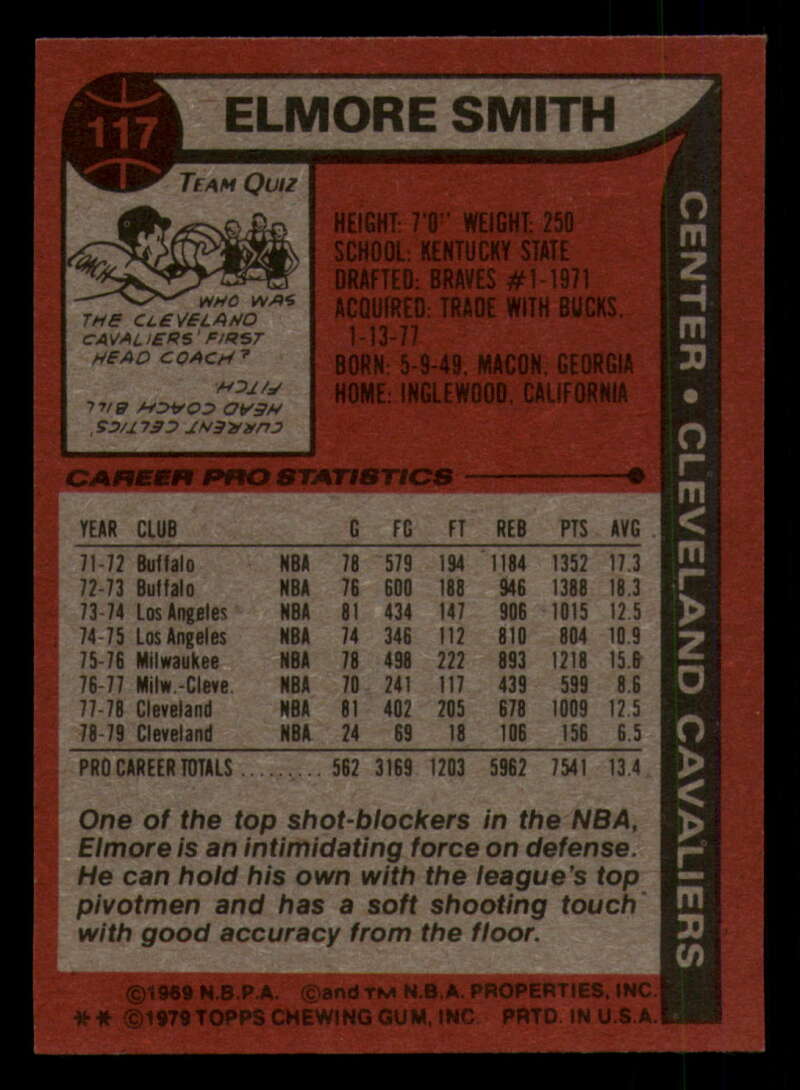 117
ELMORE SMITH
TEAM QUIZ
COACH
WHO WAS
THE CLEVELAND
CAVALIERS' FIRST
HEAD COACH?
CURRENT CELTICS'
HEAD COACH BILL
FITCH
HEIGHT: 7'0" WEIGHT: 250
SCHOOL: KENTUCKY STATE
DRAFTED: BRAVES #1-1971
ACQUIRED: TRADE WITH BUCKS,
1-13-77
BORN: 5-9-49, MACON, GEORGIA
HOME: INGLEWOOD, CALIFORNIA
CENTER • CLEVELAND CAVALIERS
CAREER PRO STATISTICS
YEAR CLUB G FG FT REB PTS AVG
71-72 Buffalo NBA 78 579 194 1184 1352 17.3
72-73 Buffalo NBA 76 600 188 946 1388 18.3
73-74 Los Angeles NBA 81 434 147 906 1015 12.5
74-75 Los Angeles NBA 74 346 112 810 804 10.9
75-76 Milwaukee NBA 78 498 222 893 1218 15.6
76-77 Milw.-Cleve. NBA 70 241 117 439 599 8.6
77-78 Cleveland NBA 81 402 205 678 1009 12.5
78-79 Cleveland NBA 24 69 18 106 156 6.5
PRO CAREER TOTALS .......... 562 3169 1203 5962 7541 13.4
One of the top shot-blockers in the NBA,
Elmore is an intimidating force on defense.
He can hold his own with the league's top
pivotmen and has a soft shooting touch
with good accuracy from the floor.
©1969 N.B.P.A. ©and TM N.B.A. PROPERTIES, INC.
** ©1979 TOPPS CHEWING GUM, INC. PRTD. IN U.S.A.